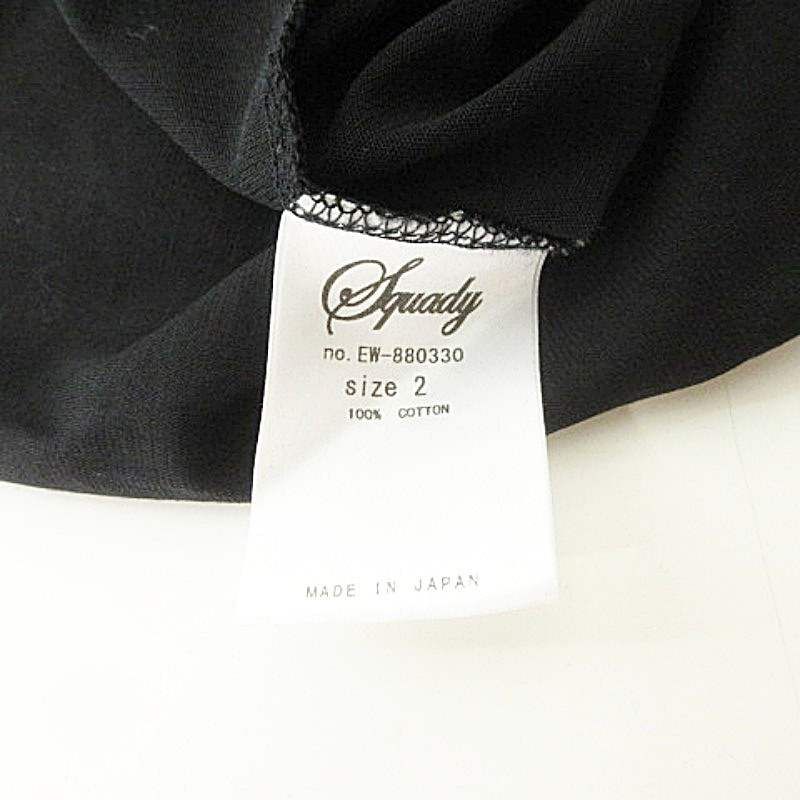 Squady
no. EW-880330
size 2
100% COTTON
MADE IN JAPAN